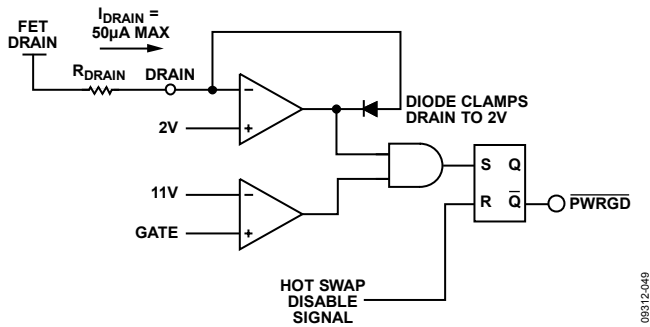 FET
DRAIN
IDRAIN =
50µA MAX
RDRAIN
DRAIN
–
+
2V
DIODE CLAMPS
DRAIN TO 2V
11V
GATE
–
+
S Q
R Q̅
P̅W̅R̅G̅D̅
HOT SWAP
DISABLE
SIGNAL
09312-049